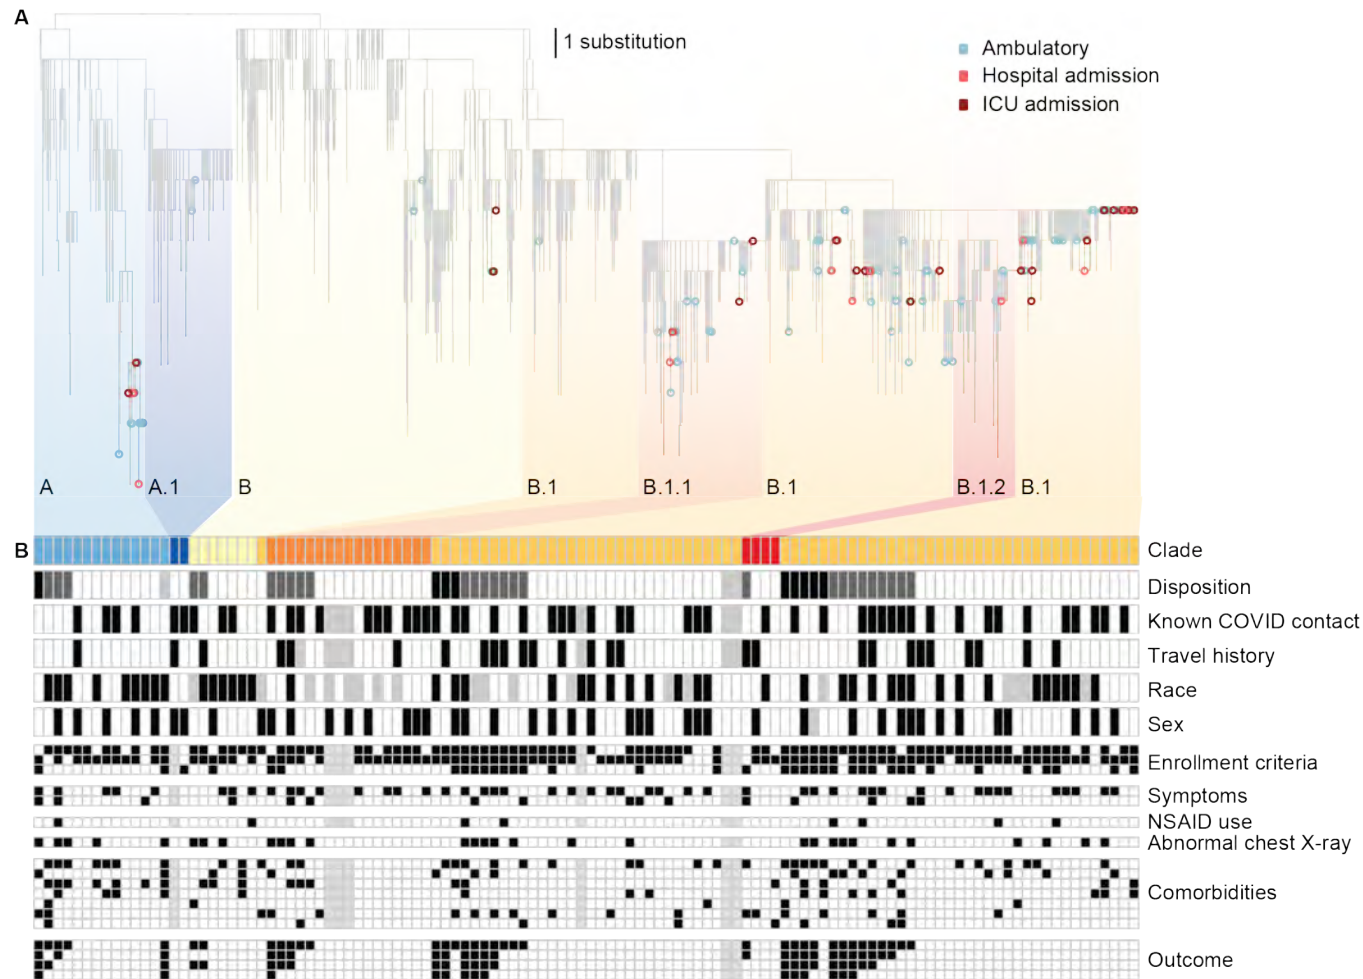 A
1 substitution
Ambulatory
Hospital admission
ICU admission
A
A.1
B
B.1
B.1.1
B.1
B.1.2
B.1
B
Clade
Disposition
Known COVID contact
Travel history
Race
Sex
Enrollment criteria
Symptoms
NSAID use
Abnormal chest X-ray
Comorbidities
Outcome